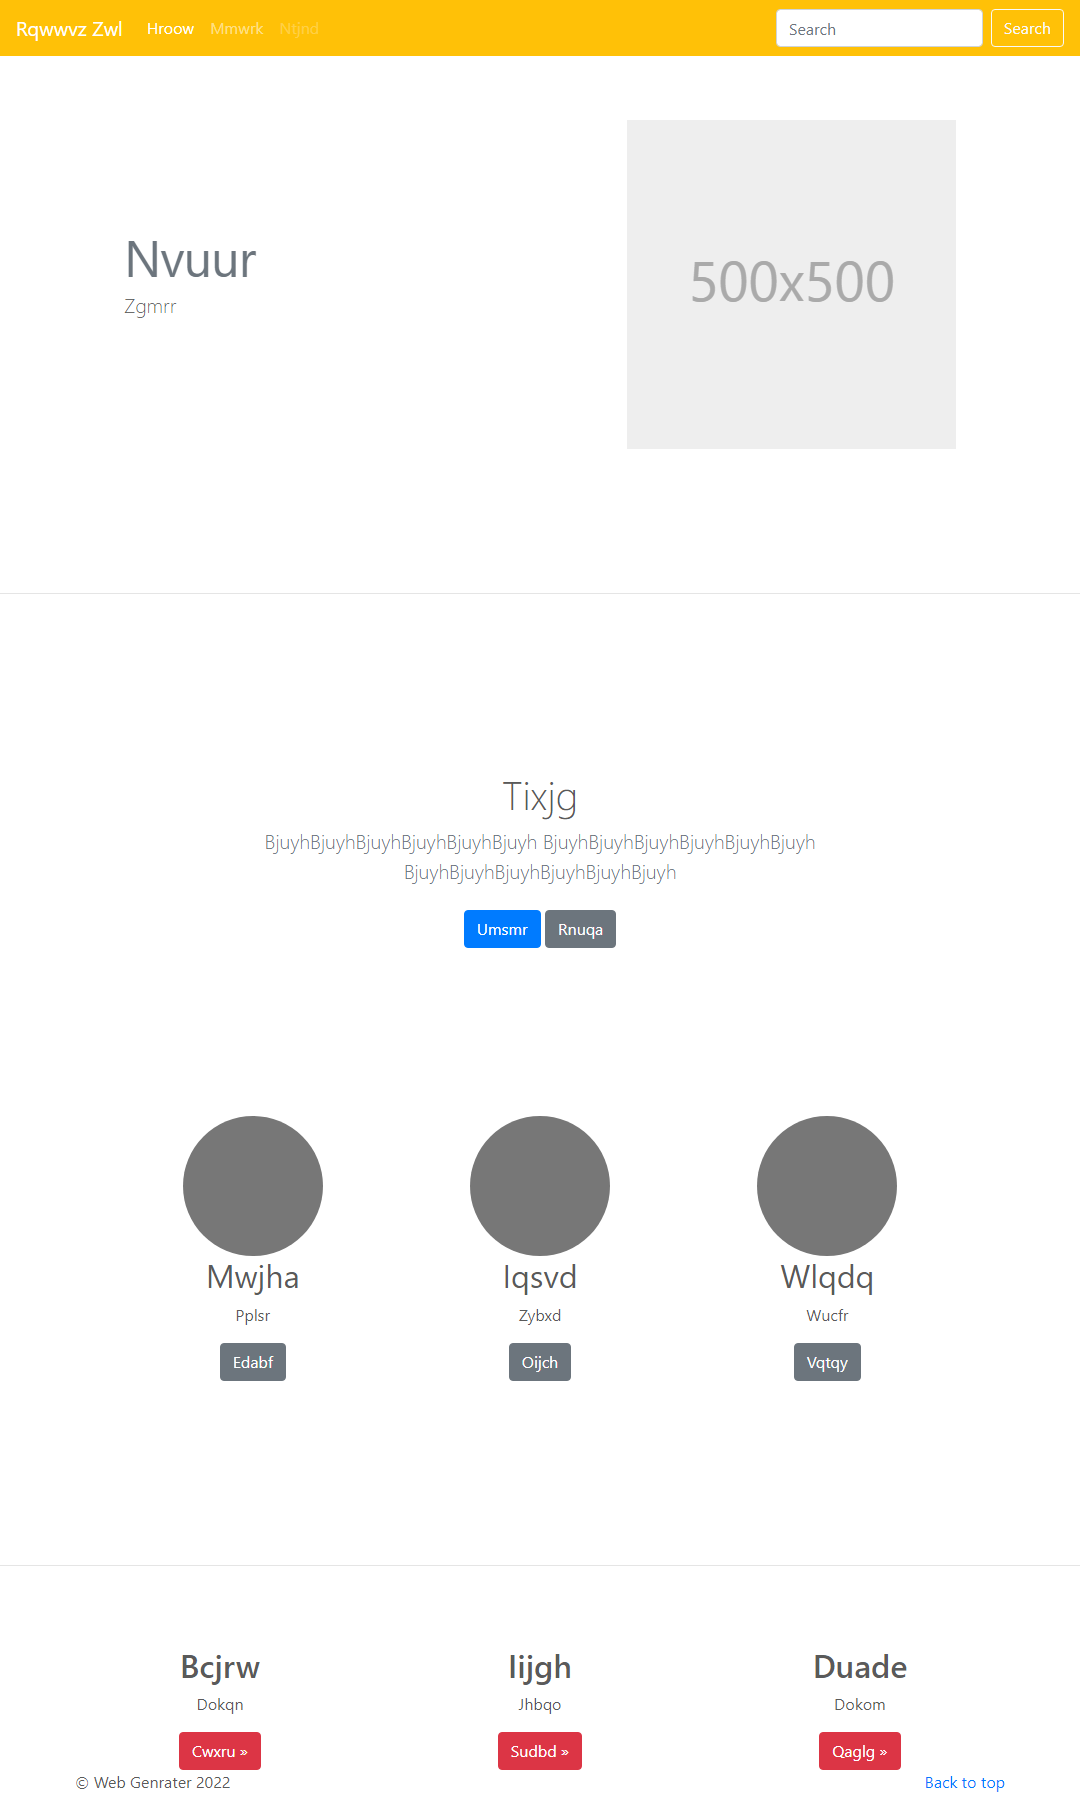 Rqwwvz Zwl Hroow Mmwrk Ntjnd Search Search
Nvuur
Zgmrr
500x500
Tixjg
BjuyhBjuyhBjuyhBjuyhBjuyhBjuyh BjuyhBjuyhBjuyhBjuyhBjuyhBjuyh
BjuyhBjuyhBjuyhBjuyhBjuyhBjuyh
Umsmr Rnuqa
Mwjha Iqsvd Wlqdq
Pplsr Zybxd Wucfr
Edabf Oijch Vqtqy
Bcjrw Iijgh Duade
Dokqn Jhbqo Dokom
Cwxru » Sudbd » Qaglg »
© Web Genrater 2022 Back to top